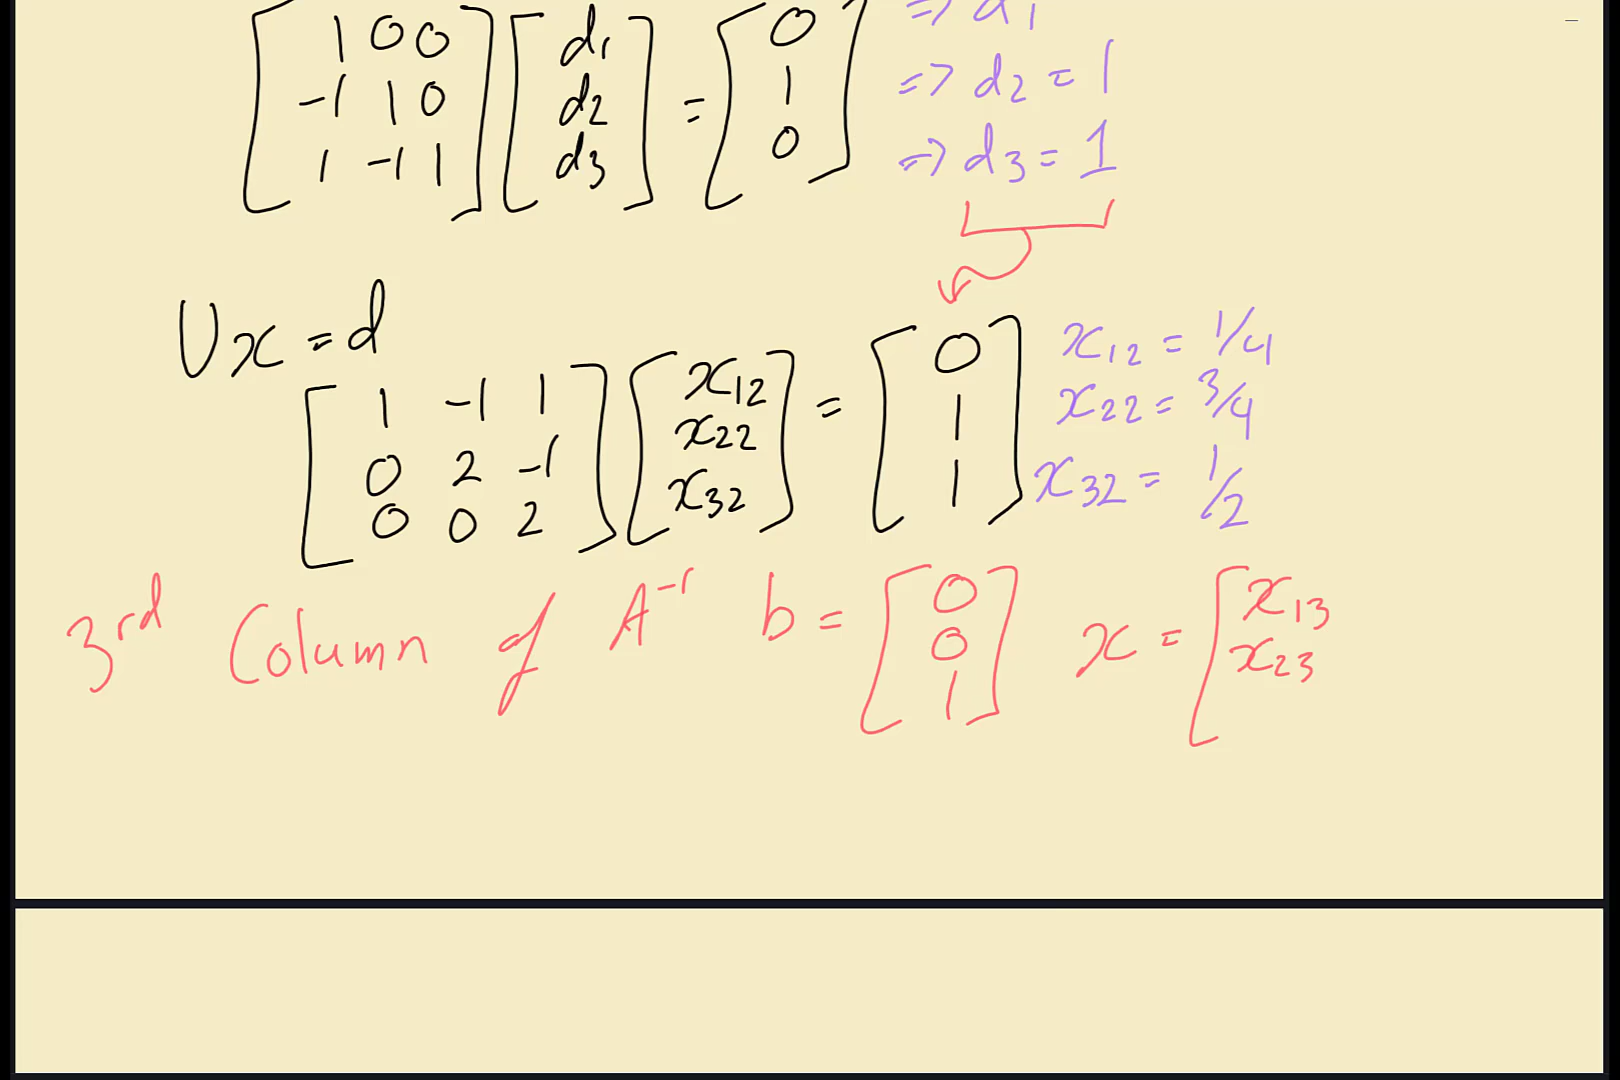 [1 0 0] [d1] = [0] => d1
[-1 1 0] [d2] = [1] => d2 = 1
[1 -1 1] [d3] = [0] => d3 = 1
Ux = d
[1 -1 1] [x12] = [0] x12 = 1/4
[0 2 -1] [x22] = [1] x22 = 3/4
[0 0 2] [x32] = [1] x32 = 1/2
3rd Column of A⁻¹ b = [0 0 1] x = [x13
x23